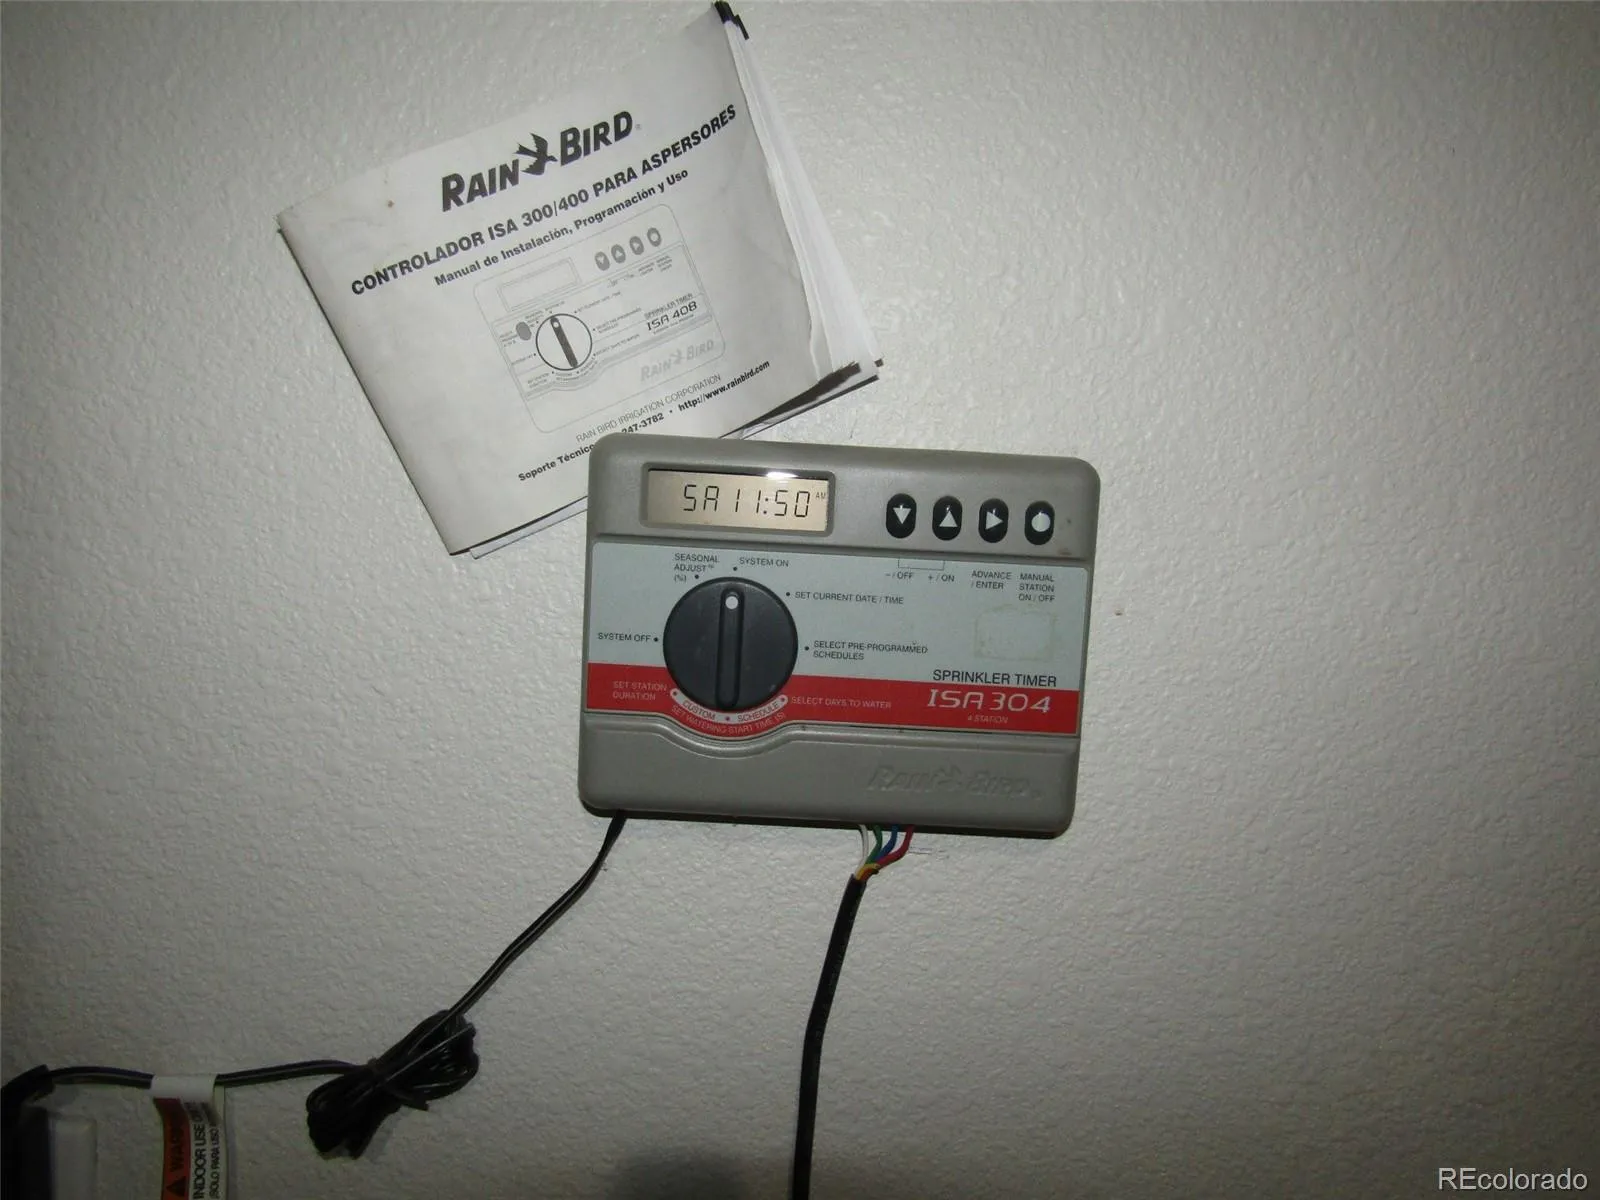 RAIN BIRD
CONTROLADOR ISA 300/400 PARA ASPERSORES
Manual de Instalación, Programación y Uso
SPRINKLER TIMER
ISA 408
RAIN BIRD
RAIN BIRD IRRIGATION CORPORATION
Soporte Técnico 247-3782 • http://www.rainbird.com
SA 11:50 AM
SEASONAL
ADJUST™
(%)
SYSTEM ON
SET CURRENT DATE / TIME
SELECT PRE-PROGRAMMED
SCHEDULES
SYSTEM OFF
SET STATION
DURATION
CUSTOM SCHEDULE
SET WATERING START TIME (S)
SELECT DAYS TO WATER
- / OFF
+ / ON
ADVANCE
/ ENTER
MANUAL
STATION
ON / OFF
SPRINKLER TIMER
ISA 304
4 STATION
RAIN BIRD
INDOOR USE
REcolorado